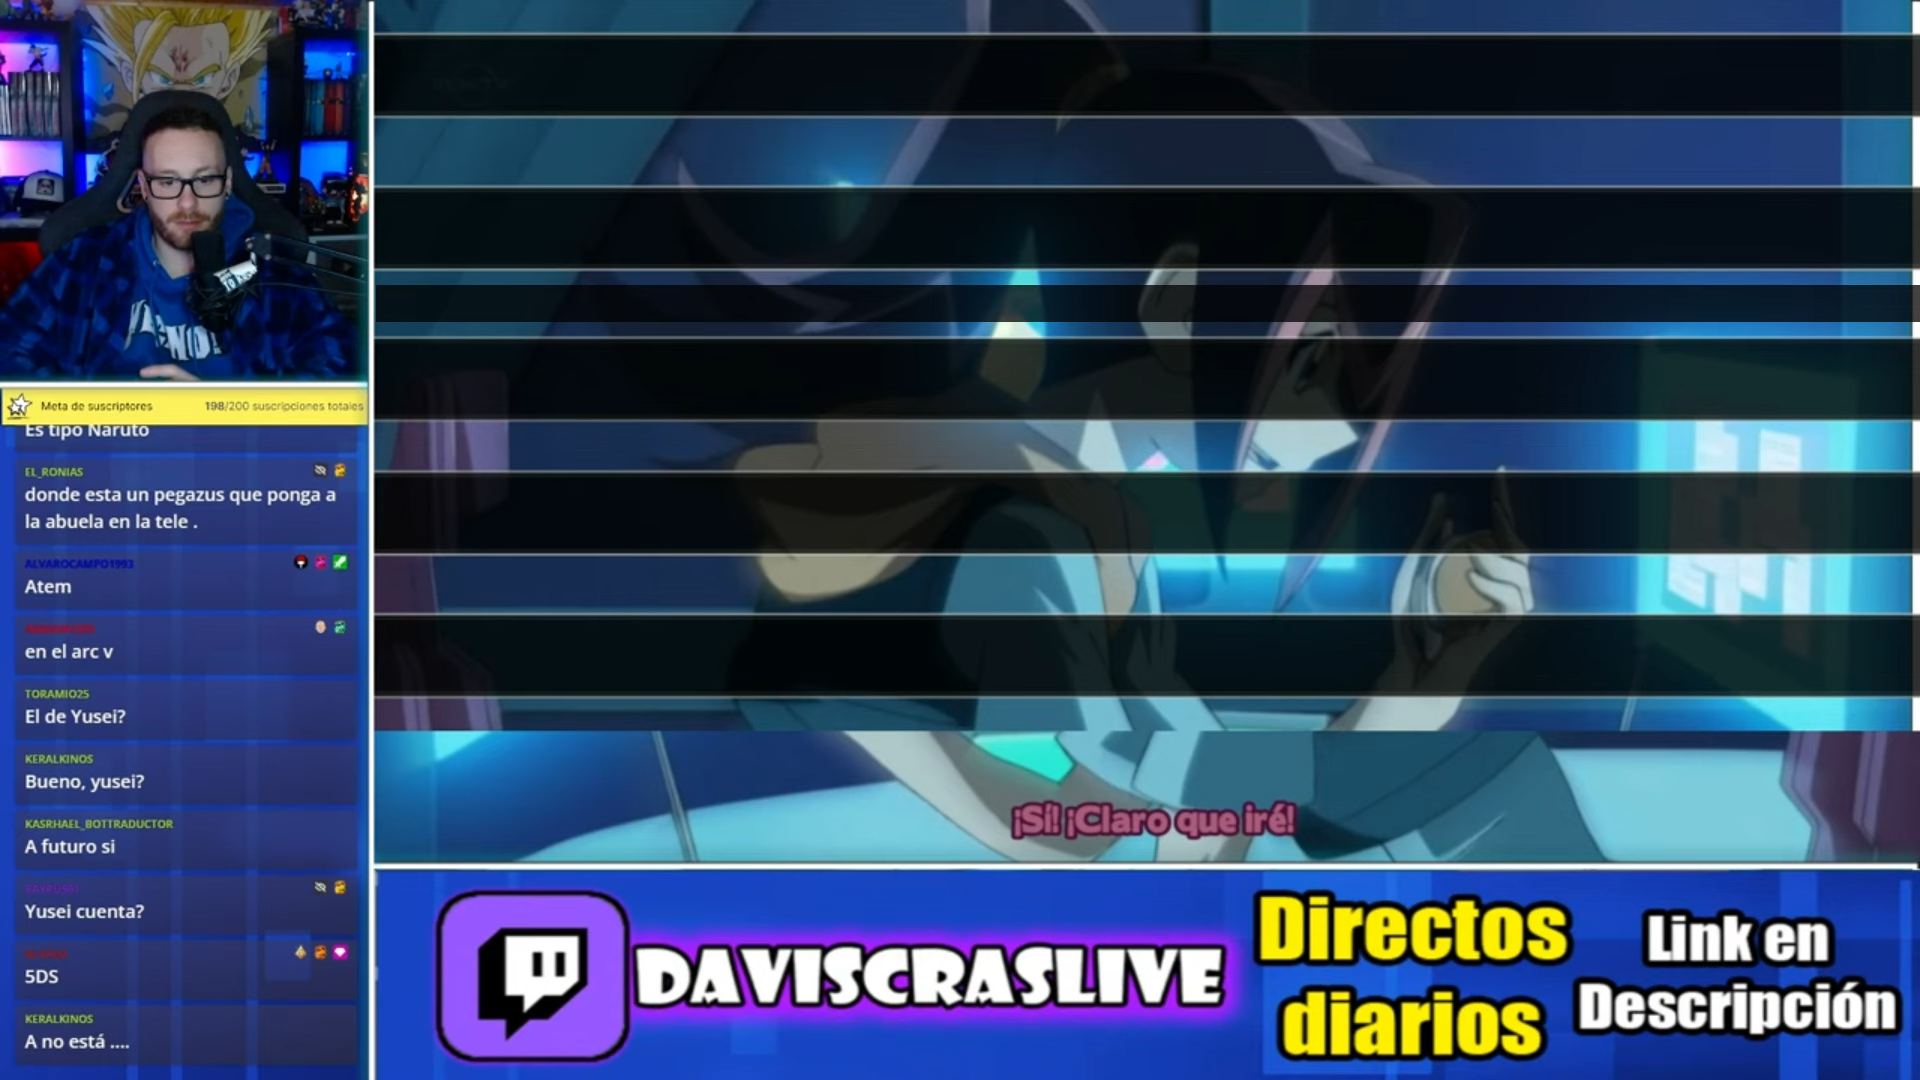 Meta de suscriptores 198/200 suscripciones totales
Es tipo Naruto
EL_RONIAS
donde esta un pegazus que ponga a
la abuela en la tele .
ALVAROCAMPO1993
Atem
en el arc v
TORAMIO25
El de Yusei?
KERALKINOS
Bueno, yusei?
KASRHAEL_BOTTRADUCTOR
A futuro si
Yusei cuenta?
5DS
KERALKINOS
A no está ....
¡Sí! ¡Claro que iré!
DAVISCRASLIVE
Directos
diarios
Link en
Descripción